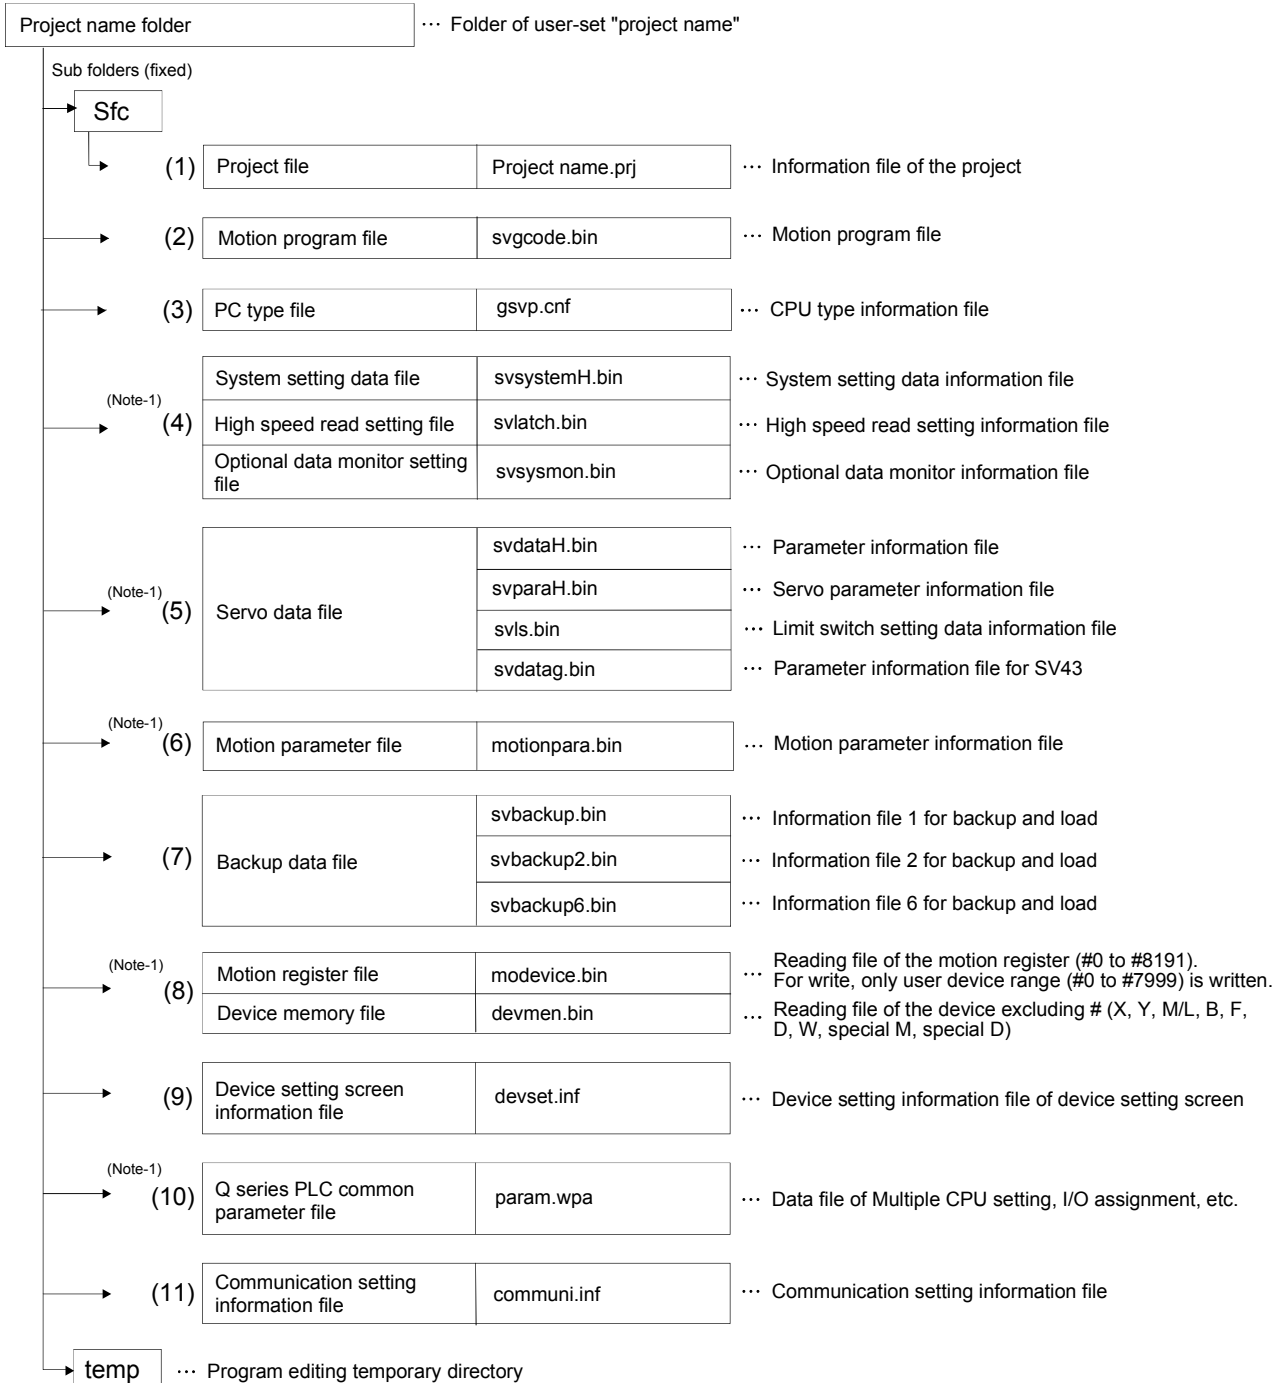 Project name folder ··· Folder of user-set "project name"
Sub folders (fixed)
Sfc
(1) Project file Project name.prj ··· Information file of the project
(2) Motion program file svgcode.bin ··· Motion program file
(3) PC type file gsvp.cnf ··· CPU type information file
System setting data file svsystemH.bin ··· System setting data information file
(Note-1)
(4) High speed read setting file svlatch.bin ··· High speed read setting information file
Optional data monitor setting
file svsysmon.bin ··· Optional data monitor information file
svdataH.bin ··· Parameter information file
(Note-1) svparaH.bin ··· Servo parameter information file
(5) Servo data file
svls.bin ··· Limit switch setting data information file
svdatag.bin ··· Parameter information file for SV43
(Note-1)
(6) Motion parameter file motionpara.bin ··· Motion parameter information file
svbackup.bin ··· Information file 1 for backup and load
(7) Backup data file svbackup2.bin ··· Information file 2 for backup and load
svbackup6.bin ··· Information file 6 for backup and load
(Note-1)
(8) Motion register file modevice.bin ··· Reading file of the motion register (#0 to #8191).
For write, only user device range (#0 to #7999) is written.
Device memory file devmen.bin ··· Reading file of the device excluding # (X, Y, M/L, B, F,
D, W, special M, special D)
(9) Device setting screen
information file devset.inf ··· Device setting information file of device setting screen
(Note-1)
(10) Q series PLC common
parameter file param.wpa ··· Data file of Multiple CPU setting, I/O assignment, etc.
(11) Communication setting
information file communi.inf ··· Communication setting information file
temp ··· Program editing temporary directory